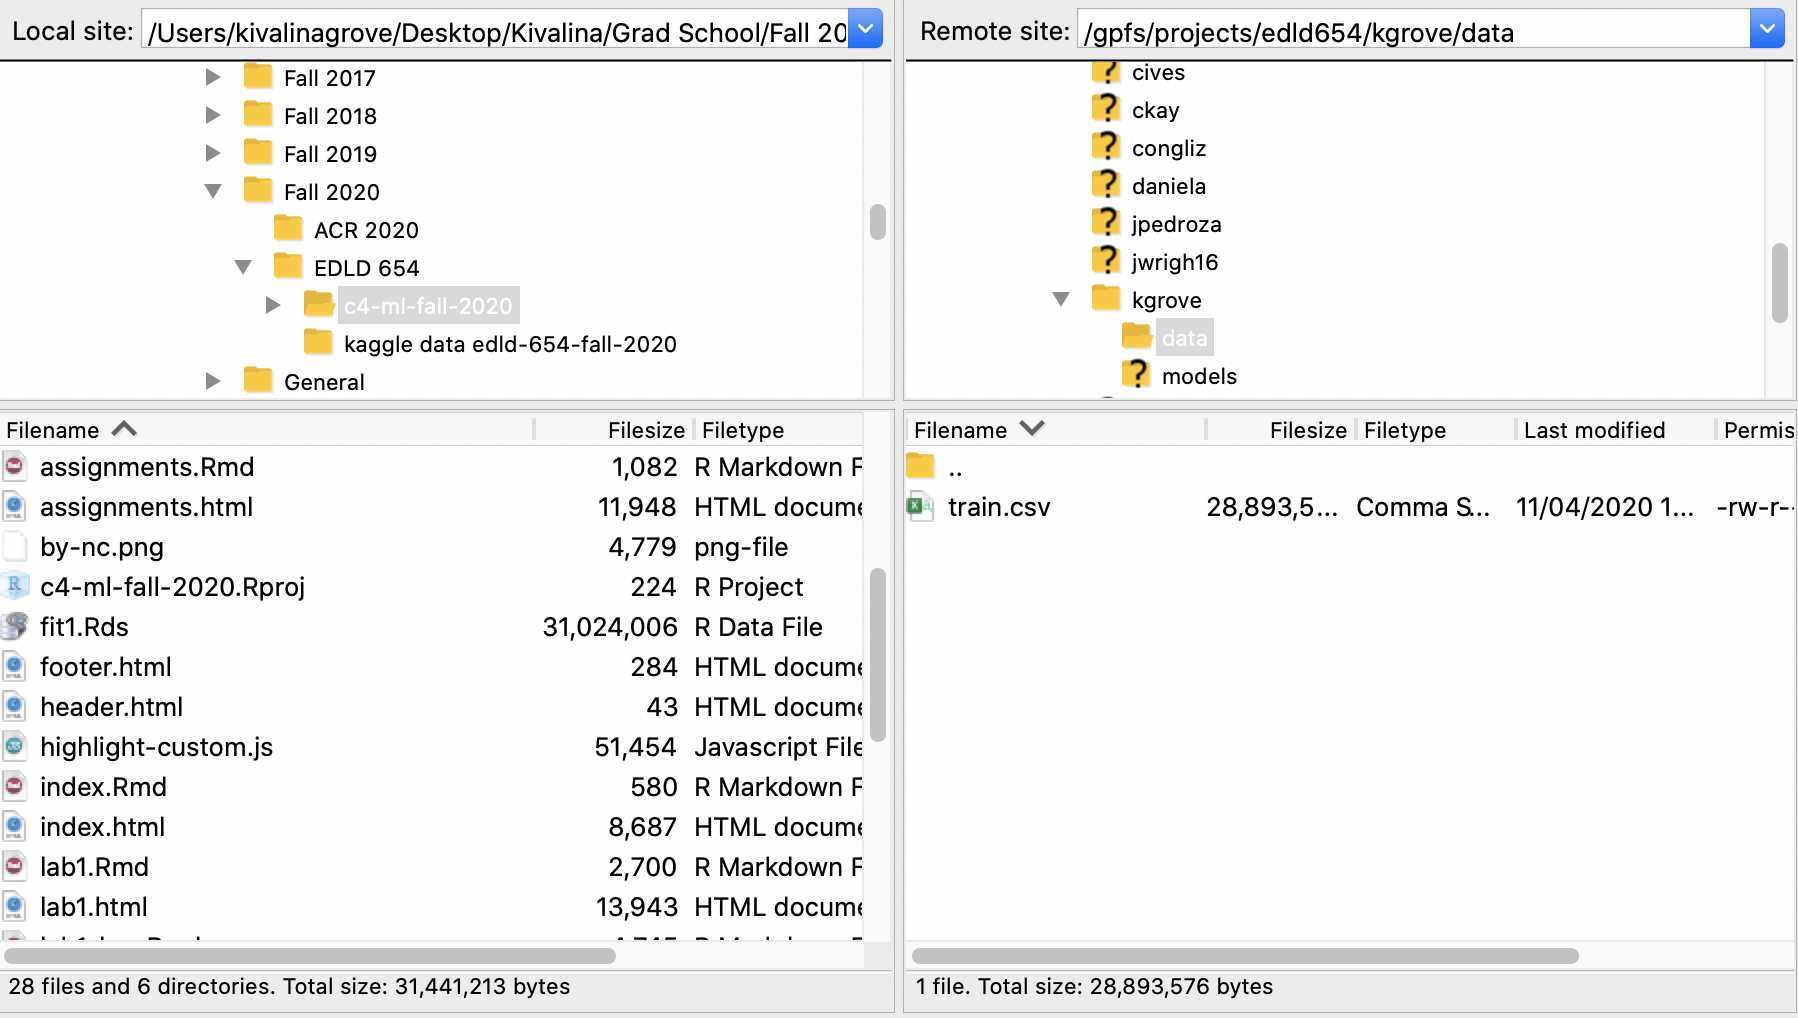 Local site: /Users/kivalinagrove/Desktop/Kivalina/Grad School/Fall 20
Fall 2017
Fall 2018
Fall 2019
Fall 2020
ACR 2020
EDLD 654
c4-ml-fall-2020
kaggle data edld-654-fall-2020
General
Filename Filesize Filetype
assignments.Rmd 1,082 R Markdown F
assignments.html 11,948 HTML docume
by-nc.png 4,779 png-file
c4-ml-fall-2020.Rproj 224 R Project
fit1.Rds 31,024,006 R Data File
footer.html 284 HTML docume
header.html 43 HTML docume
highlight-custom.js 51,454 Javascript File
index.Rmd 580 R Markdown F
index.html 8,687 HTML docume
lab1.Rmd 2,700 R Markdown F
lab1.html 13,943 HTML docume
28 files and 6 directories. Total size: 31,441,213 bytes
Remote site: /gpfs/projects/edld654/kgrove/data
cives
ckay
congliz
daniela
jpedroza
jwrigh16
kgrove
data
models
Filename Filesize Filetype Last modified Permis
..
train.csv 28,893,5... Comma S... 11/04/2020 1... -rw-r--
1 file. Total size: 28,893,576 bytes